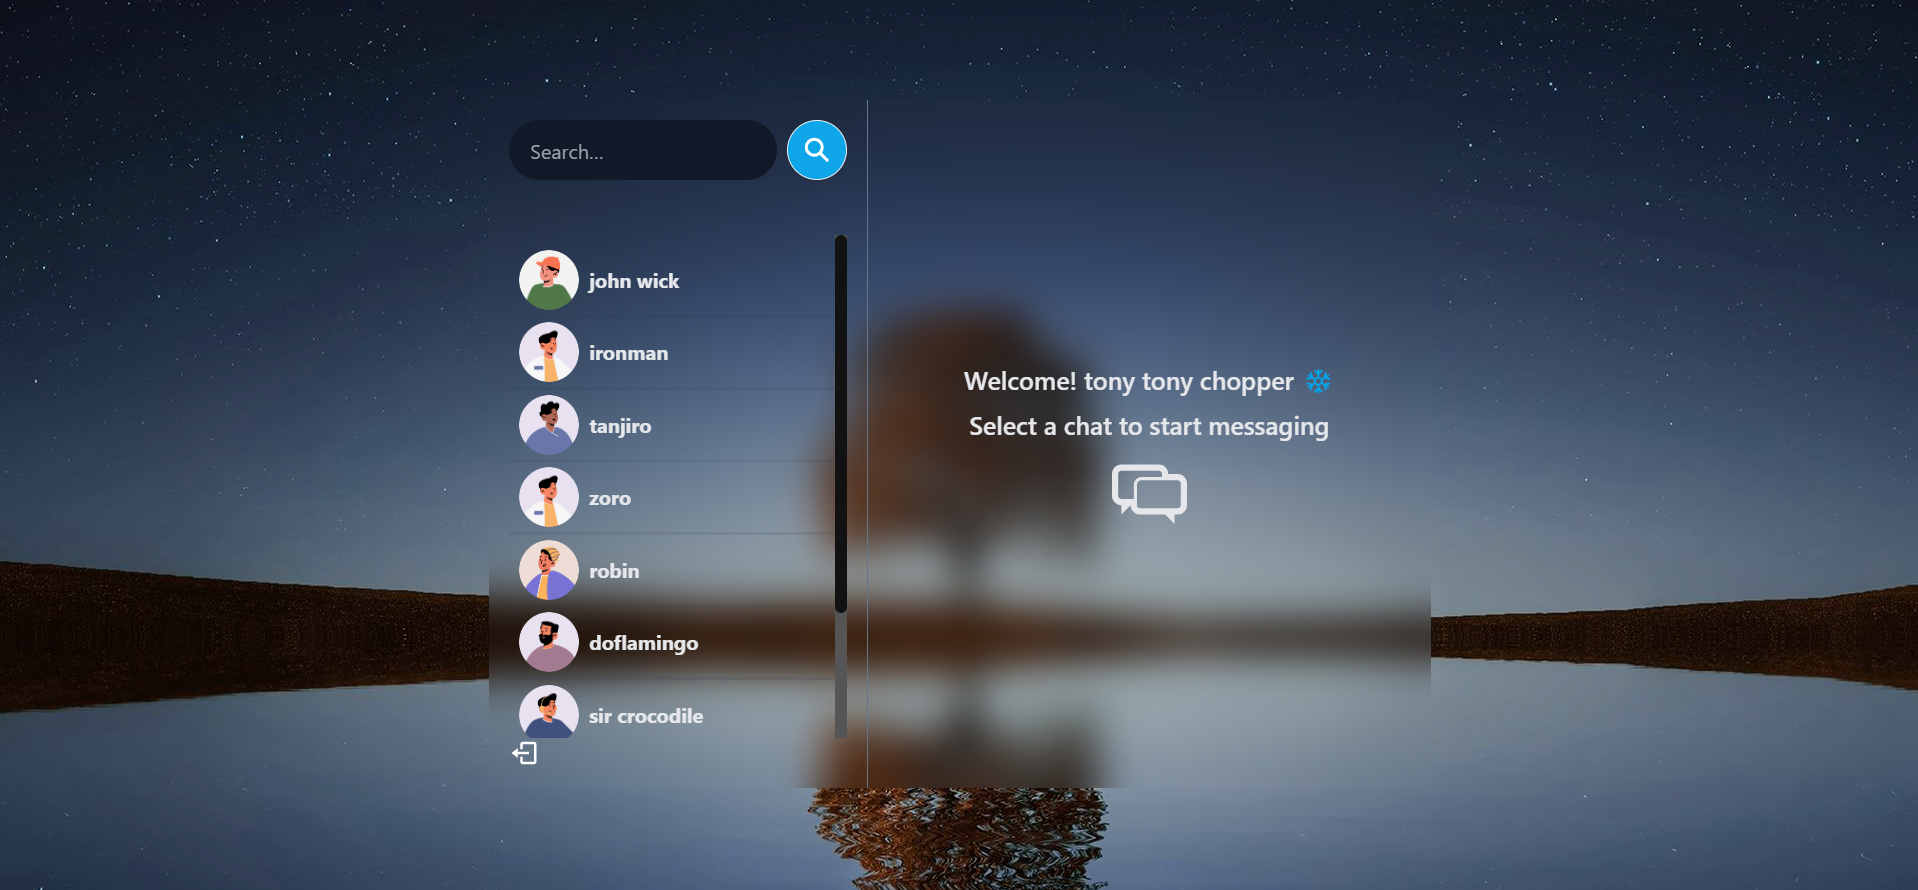 Search...
john wick
ironman
tanjiro
zoro
robin
doflamingo
sir crocodile
Welcome! tony tony chopper
Select a chat to start messaging